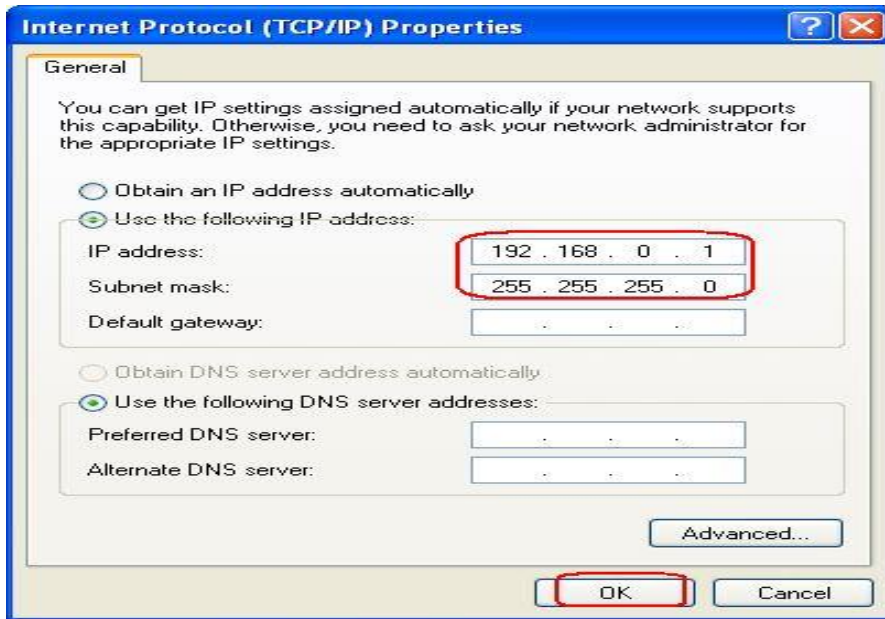 Internet Protocol (TCP/IP) Properties
General
You can get IP settings assigned automatically if your network supports
this capability. Otherwise, you need to ask your network administrator for
the appropriate IP settings.
Obtain an IP address automatically
Use the following IP address:
IP address: 192 . 168 . 0 . 1
Subnet mask: 255 . 255 . 255 . 0
Default gateway: . . .
Obtain DNS server address automatically
Use the following DNS server addresses:
Preferred DNS server: . . .
Alternate DNS server: . . .
Advanced...
OK Cancel